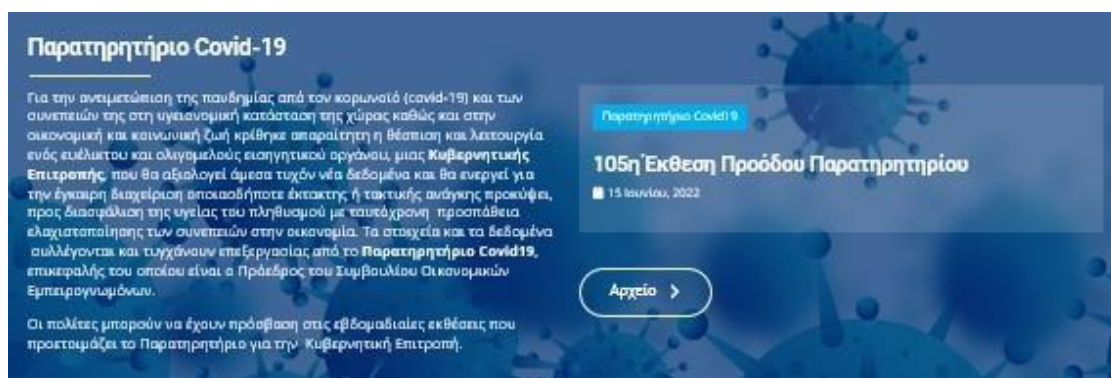 Παρατηρητήριο Covid-19
Για την αντιμετώπιση της πανδημίας από τον κορωνοϊό (covid-19) και των
συνεπειών της στη υγειονομική κατάσταση της χώρας καθώς και στην
οικονομική και κοινωνική ζωή κρίθηκε απαραίτητη η θέσπιση και λειτουργία
ενός ευέλικτου και ολιγομελούς εισηγητικού οργάνου, μιας Κυβερνητικής
Επιτροπής, που θα αξιολογεί άμεσα τυχόν νέα δεδομένα και θα ενεργεί για
την έγκαιρη διαχείριση οποιασδήποτε έκτακτης ή τακτικής ανάγκης προκύψει,
προς διασφάλιση της υγείας του πληθυσμού με ταυτόχρονη προσπάθεια
ελαχιστοποίησης των συνεπειών στην οικονομία. Τα στοιχεία και τα δεδομένα
συλλέγονται και τυγχάνουν επεξεργασίας από το Παρατηρητήριο Covid19,
επικεφαλής του οποίου είναι ο Πρόεδρος του Συμβουλίου Οικονομικών
Εμπειρογνωμόνων.
Οι πολίτες μπορούν να έχουν πρόσβαση στις εβδομαδιαίες εκθέσεις που
προετοιμάζει το Παρατηρητήριο για την Κυβερνητική Επιτροπή.
Παρατηρητήριο Covid19
105η Έκθεση Προόδου Παρατηρητηρίου
15 Ιουνίου, 2022
Αρχείο